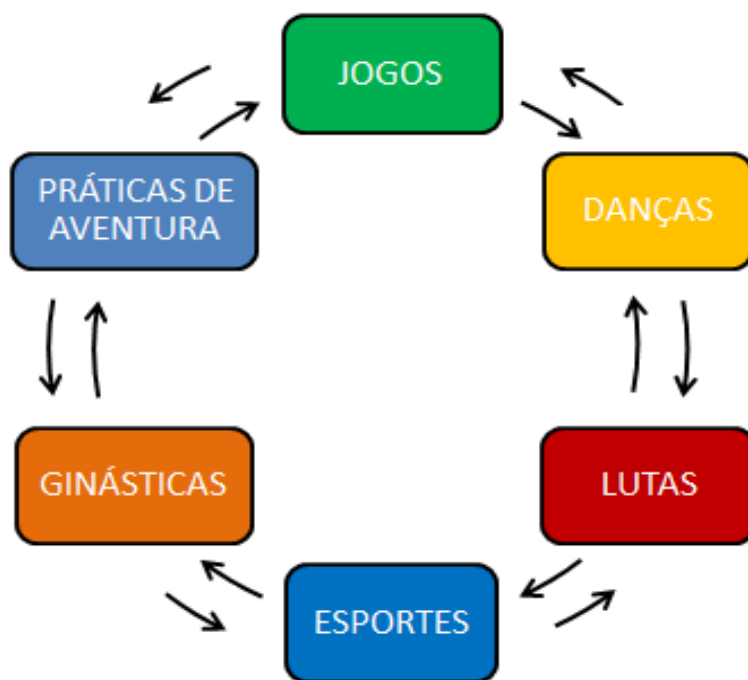 JOGOS
PRÁTICAS DE
AVENTURA
DANÇAS
GINÁSTICAS
LUTAS
ESPORTES